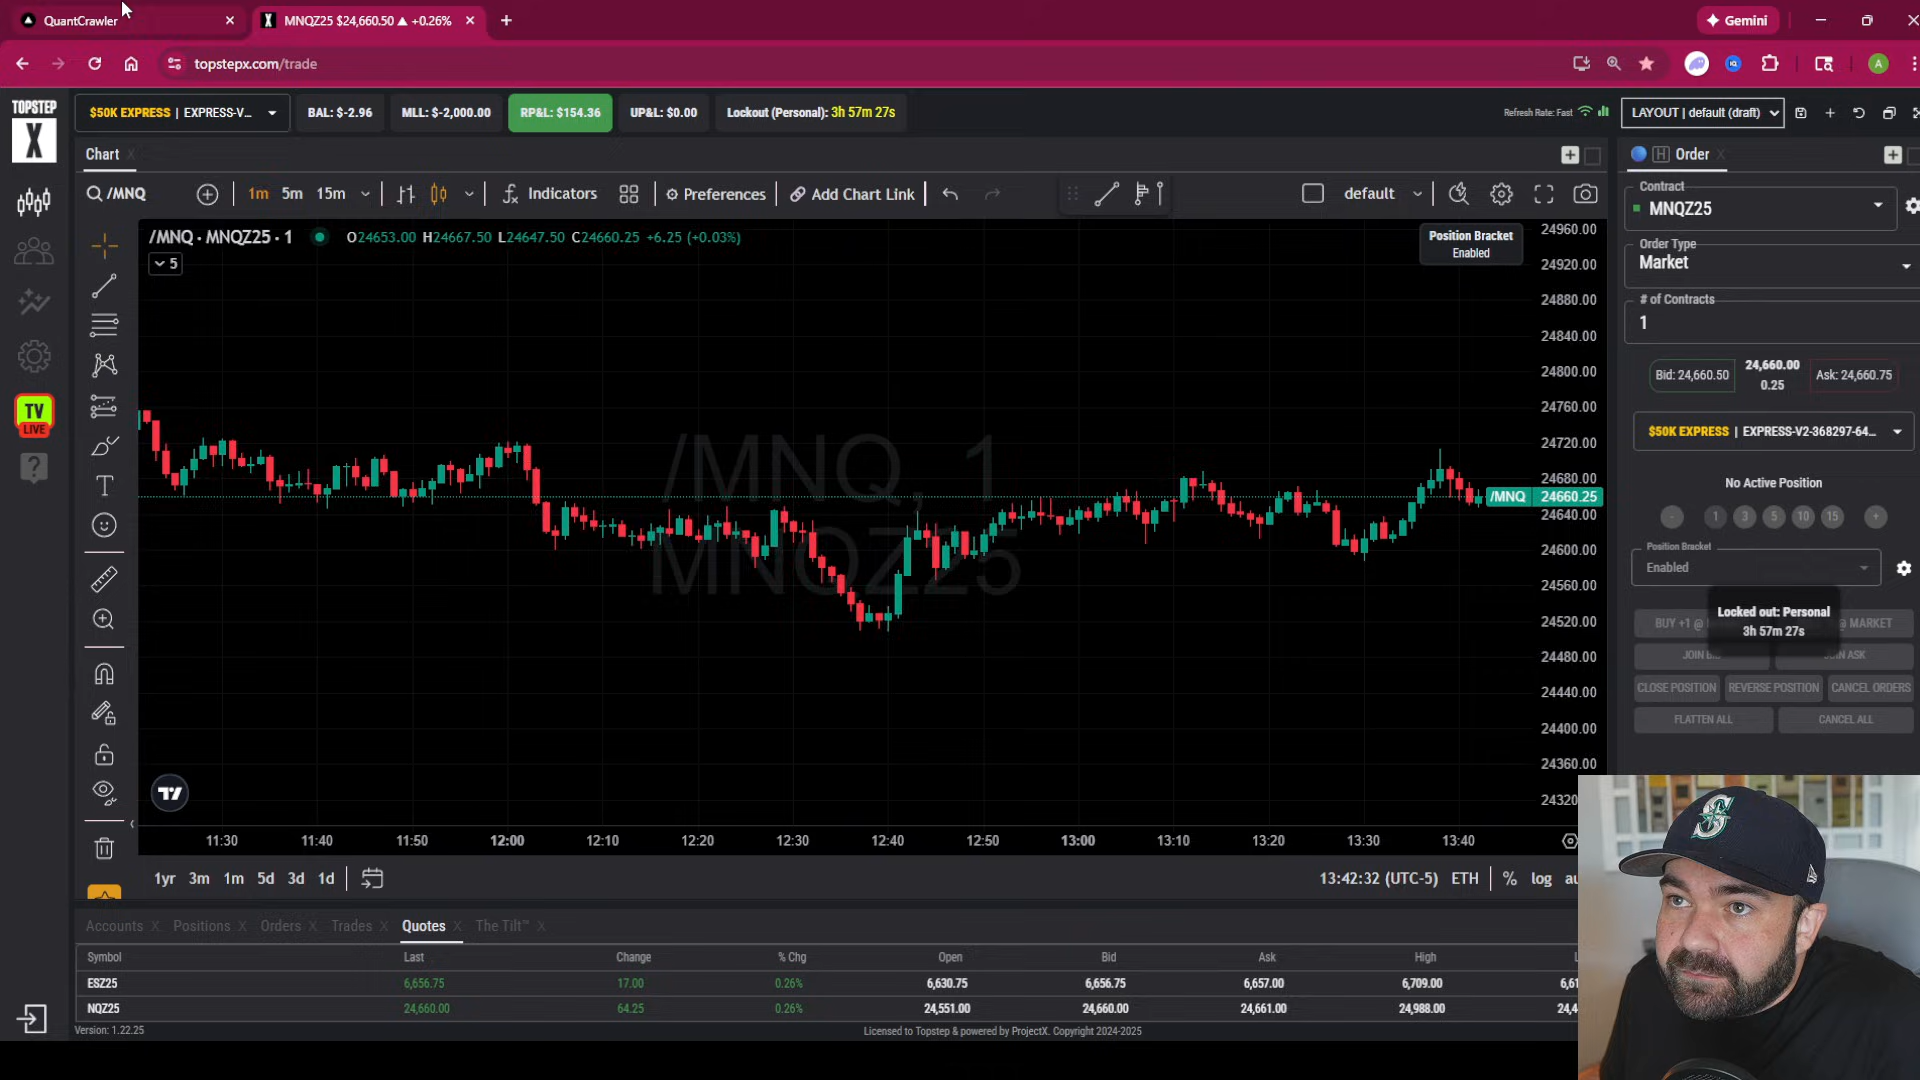 QuantCrawler
MNQZ25 $24,660.50 ▲ +0.26%
Gemini
topstepx.com/trade
A
TOPSTEP
X
$50K EXPRESS | EXPRESS-V...
BAL: $-2.96
MLL: $-2,000.00
RP&L: $154.36
UP&L: $0.00
Lockout (Personal): 3h 57m 27s
Refresh Rate: Fast
LAYOUT | default (draft)
Chart
/MNQ
1m
5m
15m
Indicators
Preferences
Add Chart Link
default
/MNQ · MNQZ25 · 1
O24653.00 H24667.50 L24647.50 C24660.25 +6.25 (+0.03%)
5
Position Bracket
Enabled
/MNQ, 1
MNQZ25
24960.00
24920.00
24880.00
24840.00
24800.00
24760.00
24720.00
24680.00
/MNQ 24660.25
24640.00
24600.00
24560.00
24520.00
24480.00
24440.00
24400.00
24360.00
24320
TV
LIVE
11:30
11:40
11:50
12:00
12:10
12:20
12:30
12:40
12:50
13:00
13:10
13:20
13:30
13:40
1yr
3m
1m
5d
3d
1d
13:42:32 (UTC-5)
ETH
%
log
au
Order
Contract
MNQZ25
Order Type
Market
# of Contracts
1
Bid: 24,660.50
24,660.00
0.25
Ask: 24,660.75
$50K EXPRESS | EXPRESS-V2-368297-64...
No Active Position
- 1 3 5 10 15 +
Position Bracket
Enabled
Locked out: Personal
3h 57m 27s
BUY +1 @
@ MARKET
JOIN BI
JOIN ASK
CLOSE POSITION
REVERSE POSITION
CANCEL ORDERS
FLATTEN ALL
CANCEL ALL
Accounts
Positions
Orders
Trades
Quotes
The Tilt™
Symbol Last Change % Chg Open Bid Ask High L
ESZ25 6,656.75 17.00 0.26% 6,630.75 6,656.75 6,657.00 6,709.00 6,61
NQZ25 24,660.00 64.25 0.26% 24,551.00 24,660.00 24,661.00 24,988.00 24,4
Version: 1.22.25
Licensed to Topstep & powered by ProjectX. Copyright 2024-2025
S